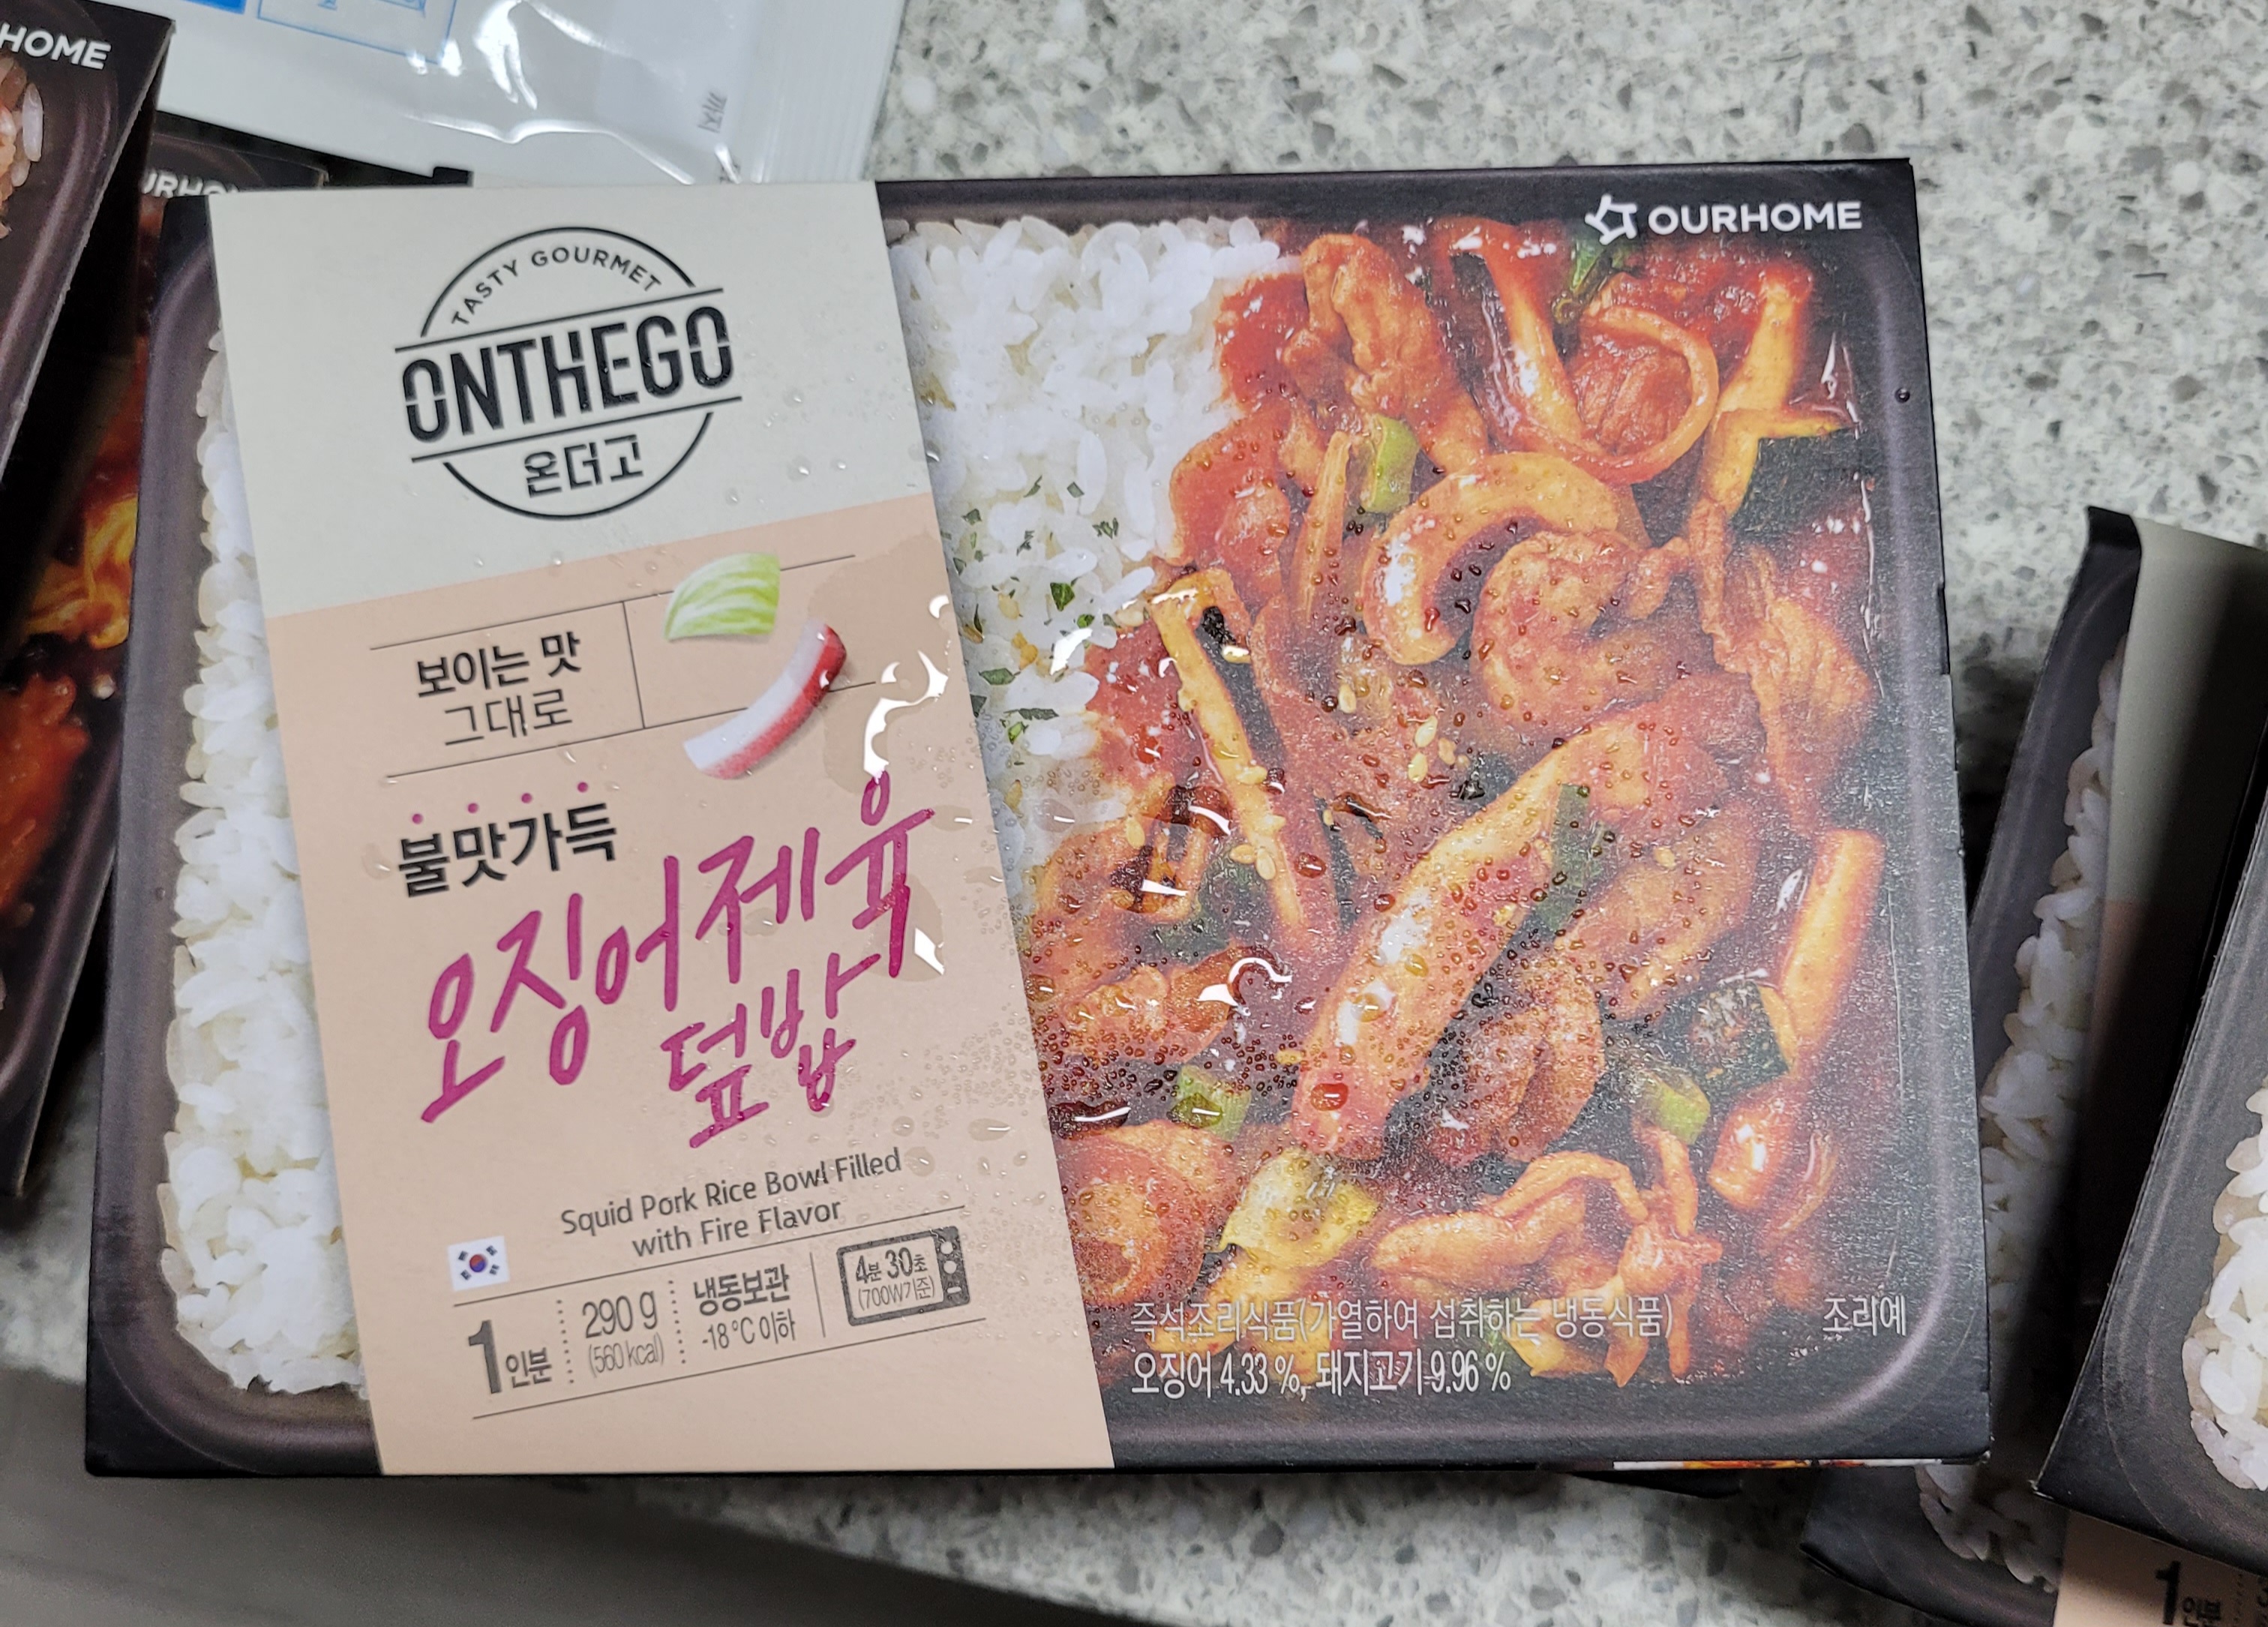 HOME
URHO
OURHOME
TASTY GOURMET
ONTHEGO
온더고
보이는 맛
그대로
불맛가득
오징어제육
덮밥
Squid Pork Rice Bowl Filled
with Fire Flavor
1인분
290 g
(560 kcal)
냉동보관
-18℃ 이하
4분 30초
(700W기준)
즉석조리식품(가열하여 섭취하는 냉동식품)
조리예
오징어 4.33 %, 돼지고기 9.96 %
1인분